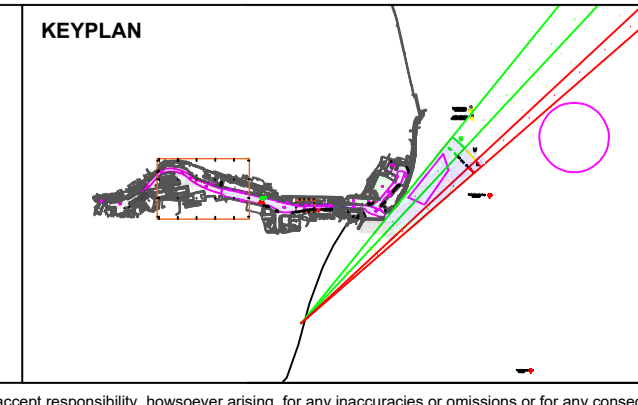 KEYPLAN
accept responsibility, howsoever arising, for any inaccuracies or omissions or for any conseq